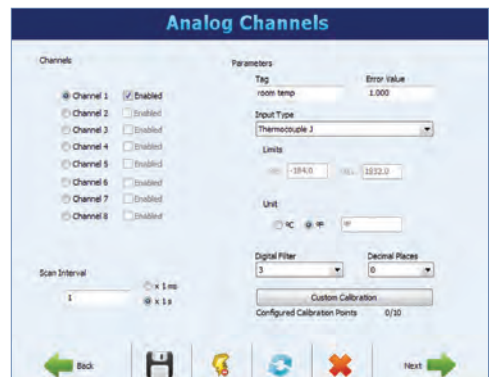 Analog Channels
Channels
Channel 1 Enabled
Channel 2 Enabled
Channel 3 Enabled
Channel 4 Enabled
Channel 5 Enabled
Channel 6 Enabled
Channel 7 Enabled
Channel 8 Enabled
Scan Interval
1
x 1 ms
x 1 s
Parameters
Tag Error Value
room temp 1.000
Input Type
Thermocouple J
Limits
-184.0 1832.0
Unit
ºC ºF ºF
Digital Filter Decimal Places
3 0
Custom Calibration
Configured Calibration Points 0/10
Back Next